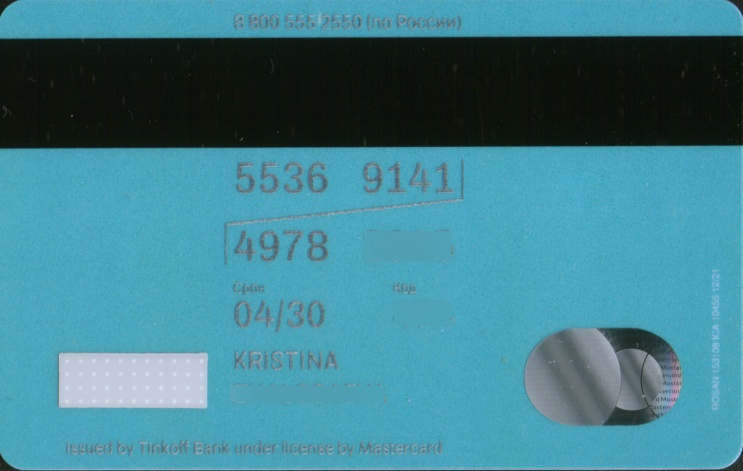 8 800 555 2550 (по России)
5536 9141
4978
Срок Код
04/30
KRISTINA
Issued by Tinkoff Bank under license by Mastercard